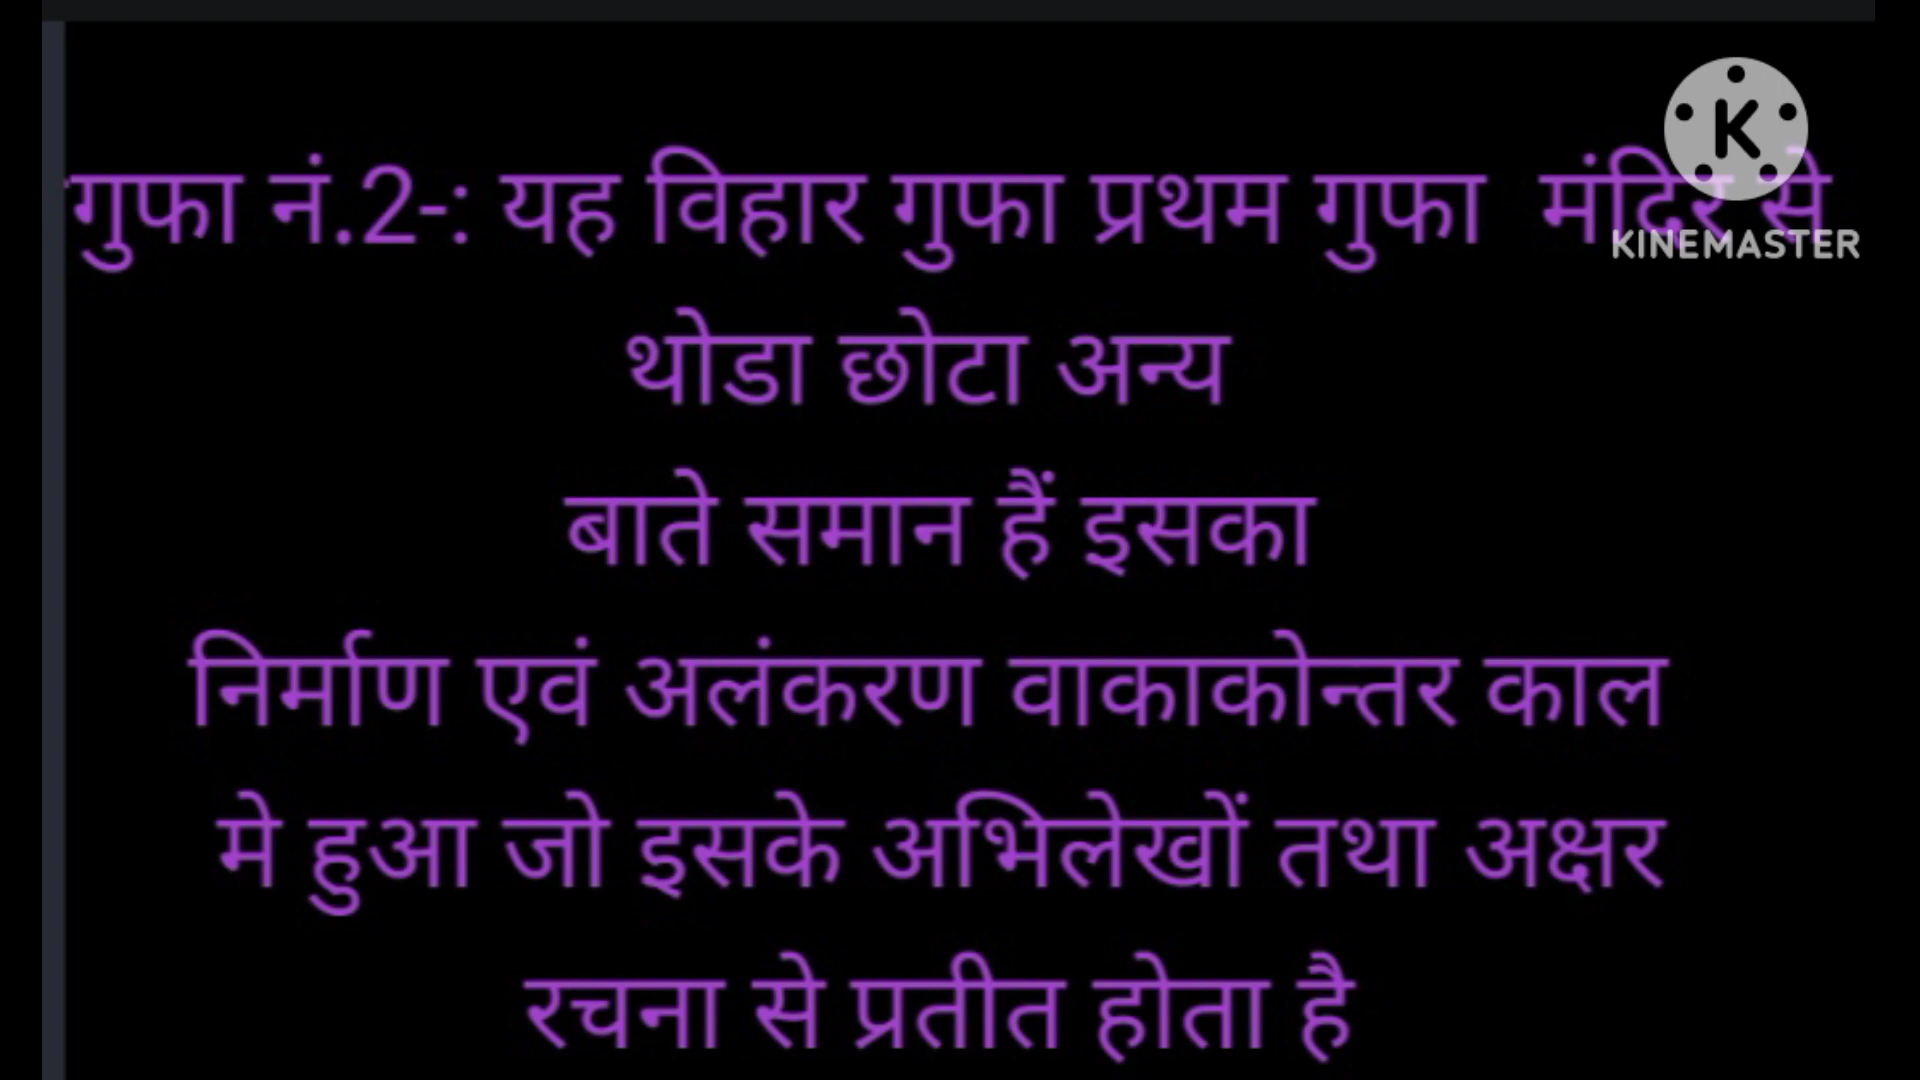 गुफा नं.2-: यह विहार गुफा प्रथम गुफा मंदिर से
थोडा छोटा अन्य
बाते समान हैं इसका
निर्माण एवं अलंकरण वाकाकोन्तर काल
मे हुआ जो इसके अभिलेखों तथा अक्षर
रचना से प्रतीत होता है
K
KINEMASTER